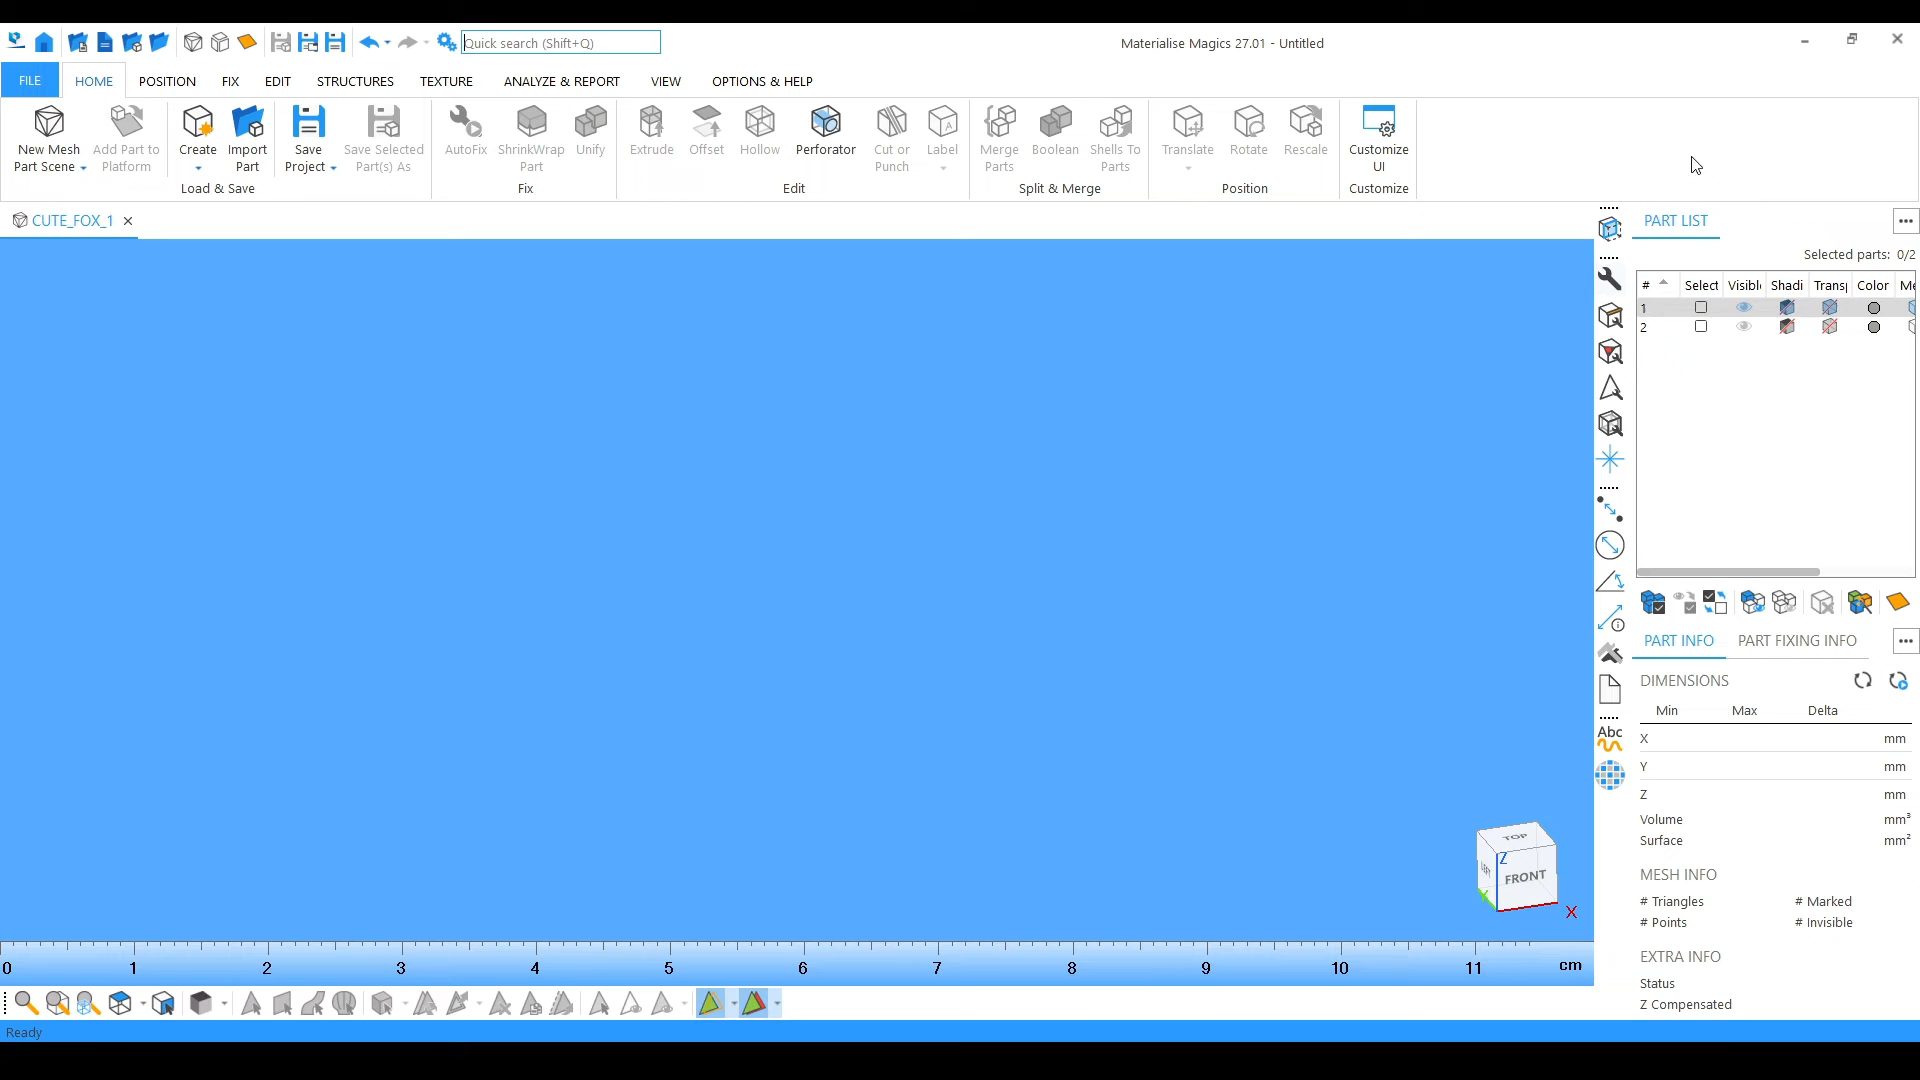 Quick search (Shift+Q)
Materialise Magics 27.01 - Untitled
FILE
HOME
POSITION
FIX
EDIT
STRUCTURES
TEXTURE
ANALYZE & REPORT
VIEW
OPTIONS & HELP
New Mesh
Part Scene
Add Part to
Platform
Create
Import
Part
Save
Project
Save Selected
Part(s) As
AutoFix
ShrinkWrap
Part
Unify
Extrude
Offset
Hollow
Perforator
Cut or
Punch
Label
Merge
Parts
Boolean
Shells To
Parts
Translate
Rotate
Rescale
Customize
UI
Load & Save
Fix
Edit
Split & Merge
Position
Customize
CUTE_FOX_1
PART LIST
Selected parts: 0/2
# Select Visibl Shadi Transp Color Me
1
2
Abc
PART INFO
PART FIXING INFO
DIMENSIONS
Min Max Delta
X mm
Y mm
Z mm
Volume mm³
Surface mm²
MESH INFO
# Triangles # Marked
# Points # Invisible
EXTRA INFO
Status
Z Compensated
TOP
LEFT
FRONT
Z
Y
X
0 1 2 3 4 5 6 7 8 9 10 11 cm
Ready